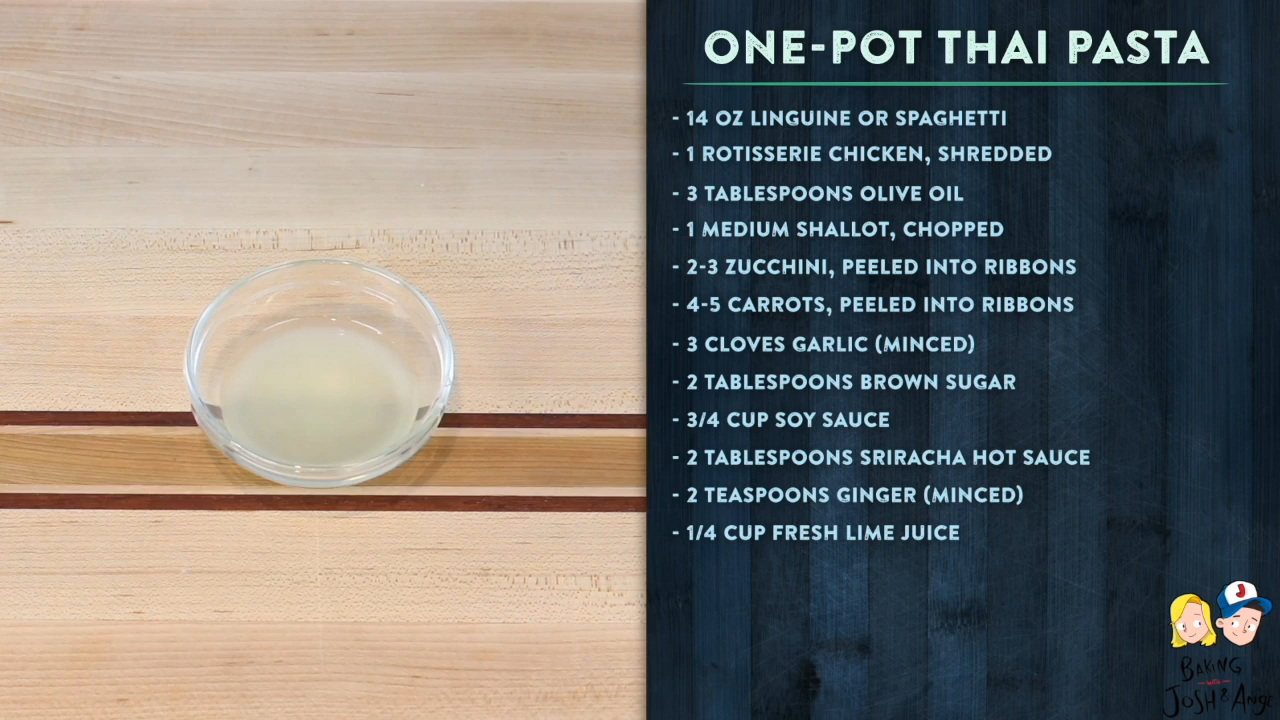 ONE-POT THAI PASTA
- 14 OZ LINGUINE OR SPAGHETTI
- 1 ROTISSERIE CHICKEN, SHREDDED
- 3 TABLESPOONS OLIVE OIL
- 1 MEDIUM SHALLOT, CHOPPED
- 2-3 ZUCCHINI, PEELED INTO RIBBONS
- 4-5 CARROTS, PEELED INTO RIBBONS
- 3 CLOVES GARLIC (MINCED)
- 2 TABLESPOONS BROWN SUGAR
- 3/4 CUP SOY SAUCE
- 2 TABLESPOONS SRIRACHA HOT SAUCE
- 2 TEASPOONS GINGER (MINCED)
- 1/4 CUP FRESH LIME JUICE
J
BAKING
WITH
JOSH & ANGE